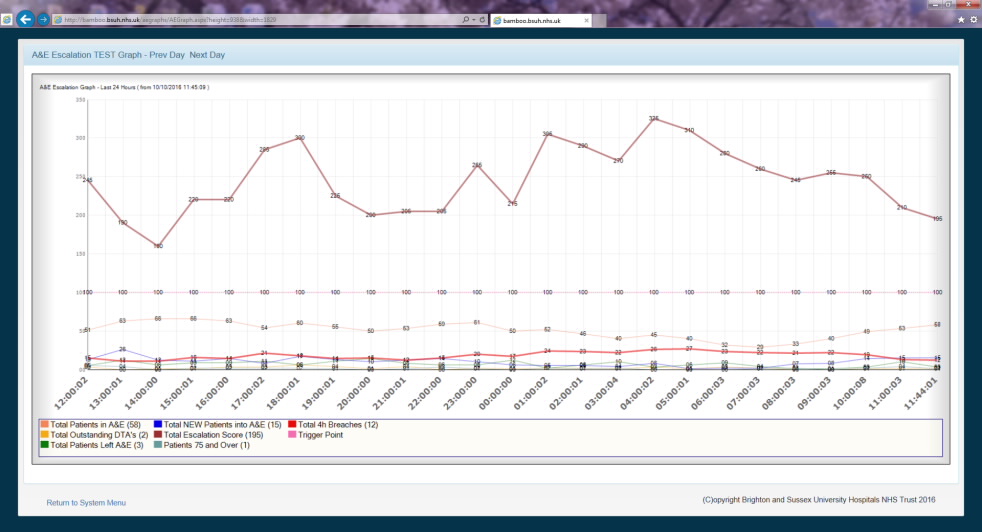 http://bamboo.bsuh.nhs.uk/aegraphs/AEGraph.aspx?height=935&width=1829
bamboo.bsuh.nhs.uk
A&E Escalation TEST Graph - Prev Day Next Day
A&E Escalation Graph - Last 24 Hours ( from 10/10/2016 11:45:09 )
350
300
250
200
150
100
50
245 190 160 220 220 285 300 225 200 205 205 265 215 305 290 270 325 310 280 260 245 255 250 210 195
100 100 100 100 100 100 100 100 100 100 100 100 100 100 100 100 100 100 100 100 100 100 100 100 100
51 63 66 66 63 54 60 55 50 63 59 61 50 52 46 40 45 40 32 29 33 40 49 53 58
12:00:02 13:00:01 14:00:00 15:00:01 16:00:00 17:00:02 18:00:01 19:00:01 20:00:00 21:00:01 22:00:00 23:00:00 00:00:00 01:00:02 02:00:01 03:00:04 04:00:02 05:00:01 06:00:03 07:00:03 08:00:03 09:00:03 10:00:08 11:00:03 11:44:01
Total Patients in A&E (58) Total NEW Patients into A&E (15) Total 4h Breaches (12)
Total Outstanding DTA's (2) Total Escalation Score (195) Trigger Point
Total Patients Left A&E (3) Patients 75 and Over (1)
Return to System Menu
(C)opyright Brighton and Sussex University Hospitals NHS Trust 2016